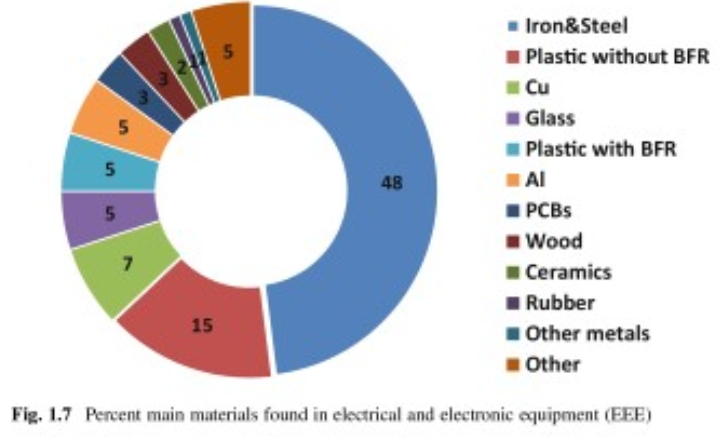 Iron&Steel
Plastic without BFR
Cu
Glass
Plastic with BFR
Al
PCBs
Wood
Ceramics
Rubber
Other metals
Other
48
15
7
5
5
5
3
3
2
1
1
5
Fig. 1.7 Percent main materials found in electrical and electronic equipment (EEE)